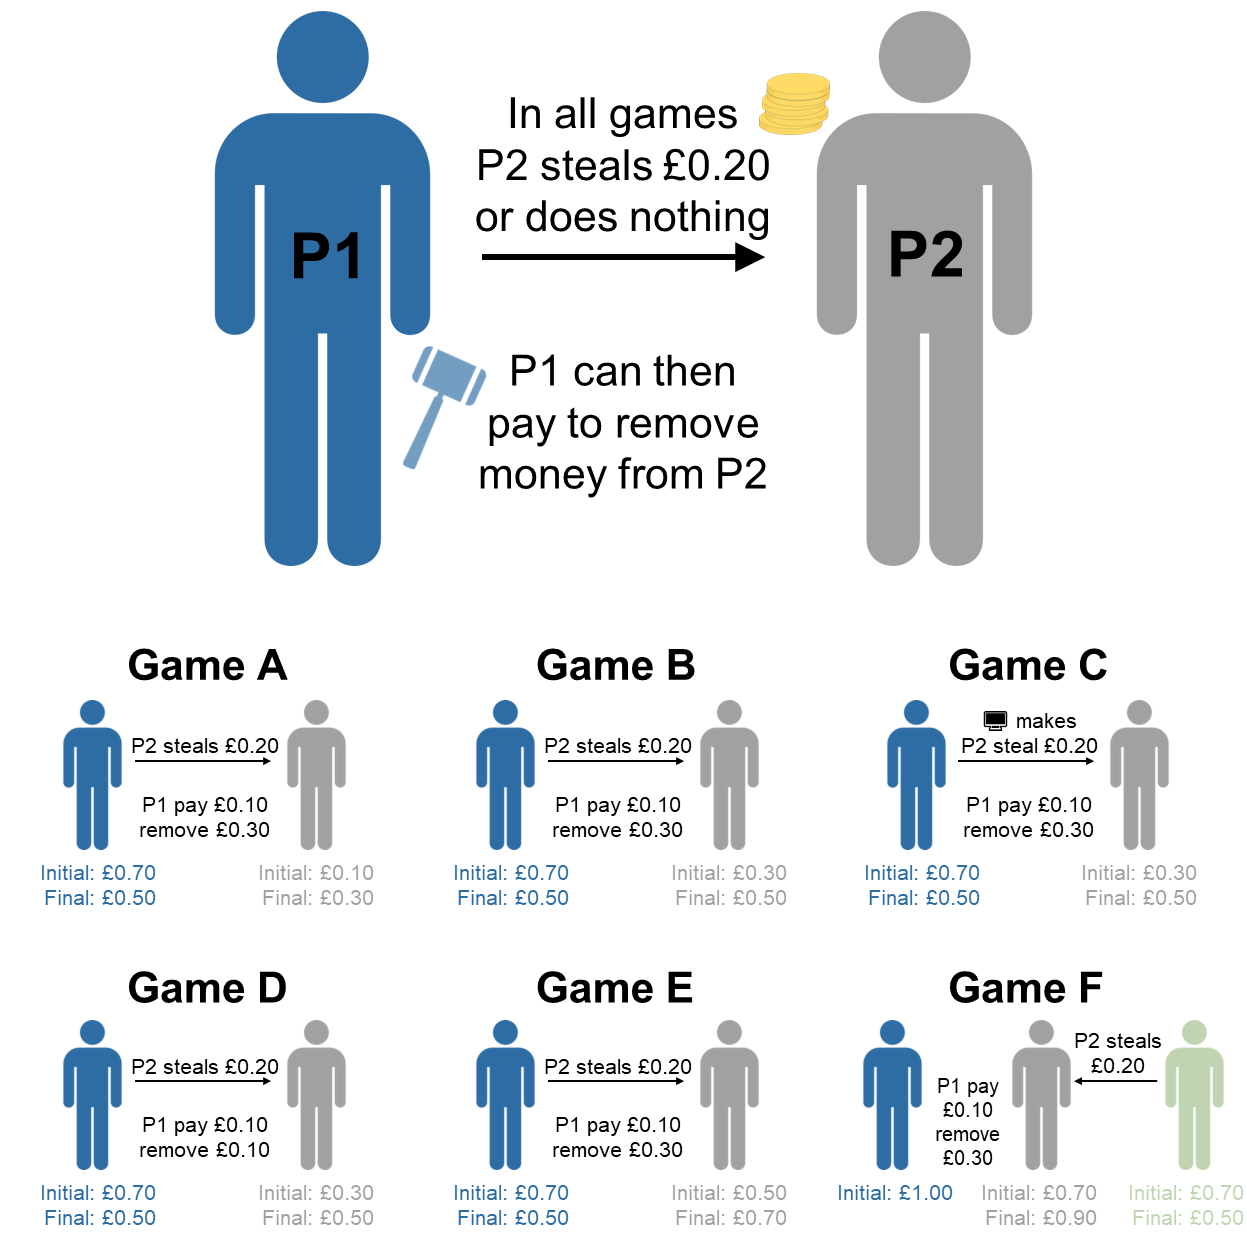 In all games
P2 steals £0.20
or does nothing
P1
P2
P1 can then
pay to remove
money from P2
Game A
P2 steals £0.20
P1 pay £0.10
remove £0.30
Initial: £0.70
Final: £0.50
Initial: £0.10
Final: £0.30
Game B
P2 steals £0.20
P1 pay £0.10
remove £0.30
Initial: £0.70
Final: £0.50
Initial: £0.30
Final: £0.50
Game C
makes
P2 steal £0.20
P1 pay £0.10
remove £0.30
Initial: £0.70
Final: £0.50
Initial: £0.30
Final: £0.50
Game D
P2 steals £0.20
P1 pay £0.10
remove £0.10
Initial: £0.70
Final: £0.50
Initial: £0.30
Final: £0.50
Game E
P2 steals £0.20
P1 pay £0.10
remove £0.30
Initial: £0.70
Final: £0.50
Initial: £0.50
Final: £0.70
Game F
P2 steals
£0.20
P1 pay
£0.10
remove
£0.30
Initial: £1.00
Initial: £0.70
Final: £0.90
Initial: £0.70
Final: £0.50